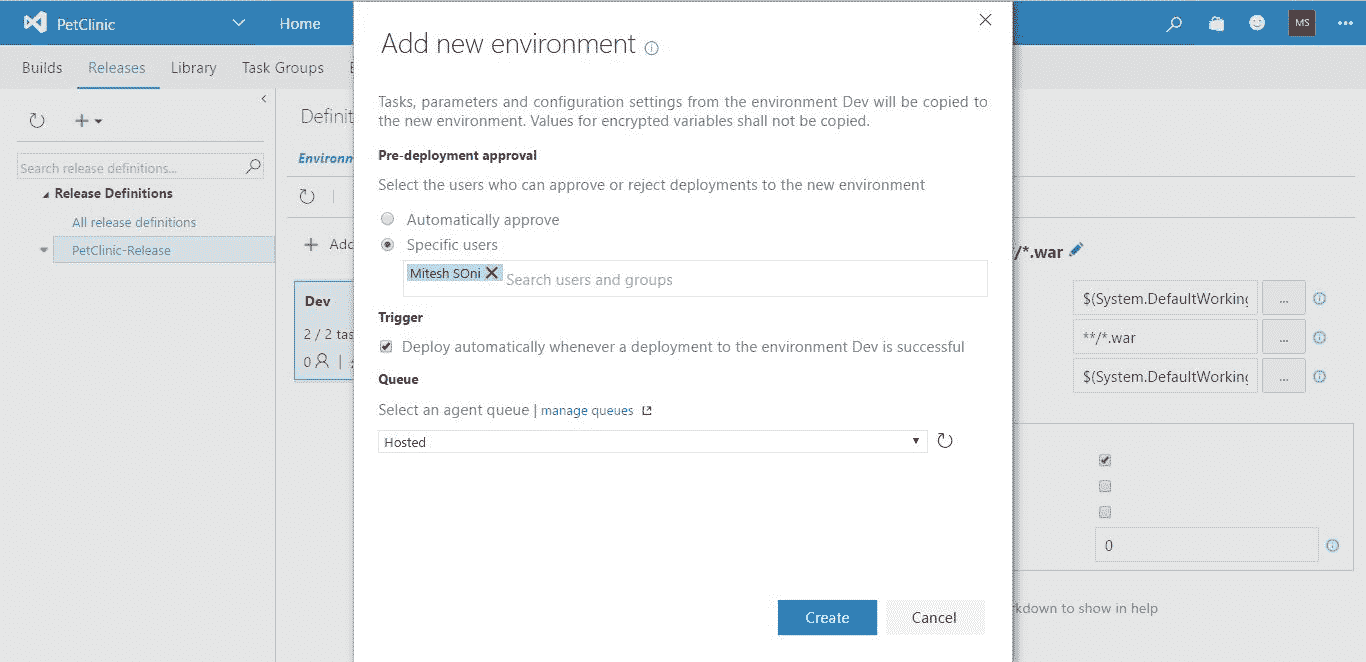 PetClinic
Home
MS
Builds
Releases
Library
Task Groups
Search release definitions...
Release Definitions
All release definitions
PetClinic-Release
Definit
Environm
Add
Dev
2 / 2 tas
0
Add new environment
Tasks, parameters and configuration settings from the environment Dev will be copied to
the new environment. Values for encrypted variables shall not be copied.
Pre-deployment approval
Select the users who can approve or reject deployments to the new environment
Automatically approve
Specific users
Mitesh SOni
Search users and groups
Trigger
Deploy automatically whenever a deployment to the environment Dev is successful
Queue
Select an agent queue | manage queues
Hosted
Create
Cancel
/*.war
$(System.DefaultWorking
...
**/*.war
...
$(System.DefaultWorking
...
0
kdown to show in help